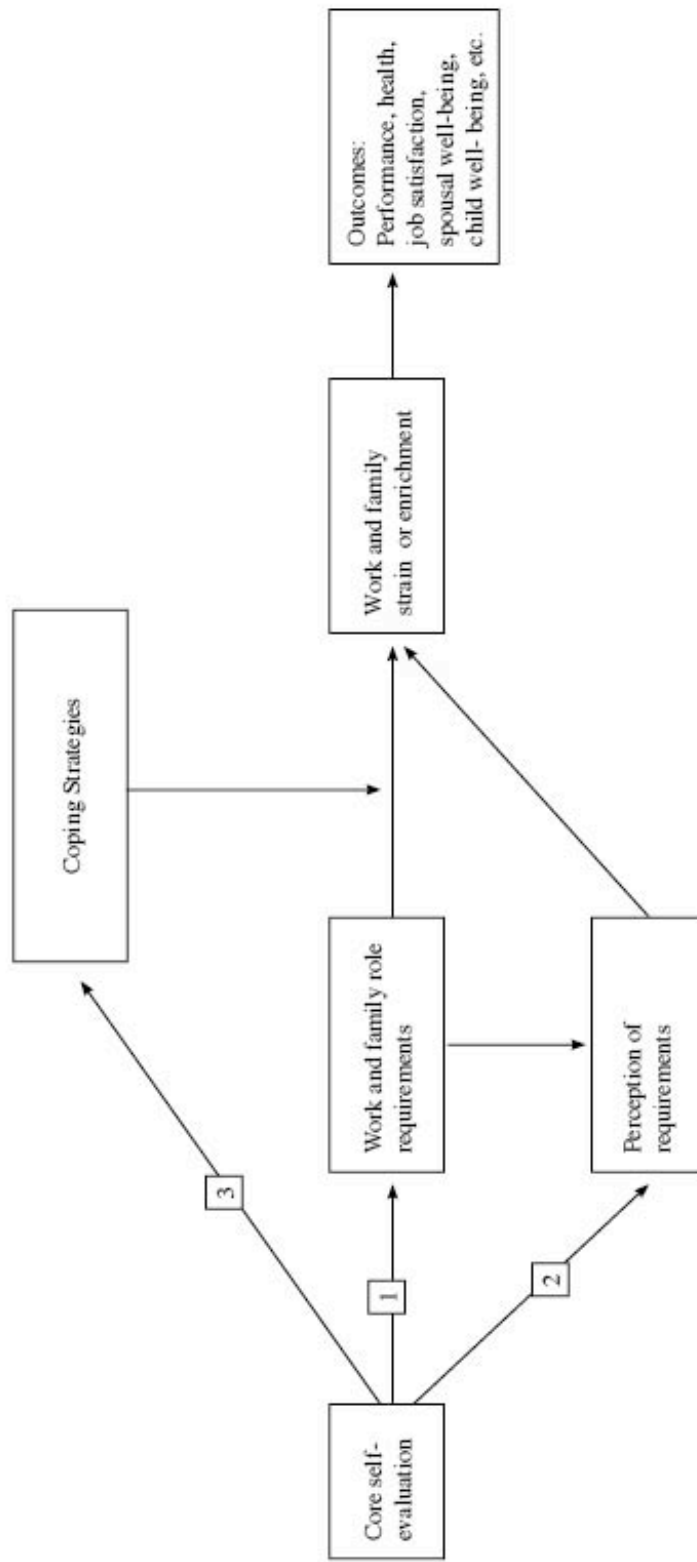 Core self-
evaluation
3
1
2
Coping Strategies
Work and family role
requirements
Perception of
requirements
Work and family
strain or enrichment
Outcomes:
Performance, health,
job satisfaction,
spousal well-being,
child well- being, etc.